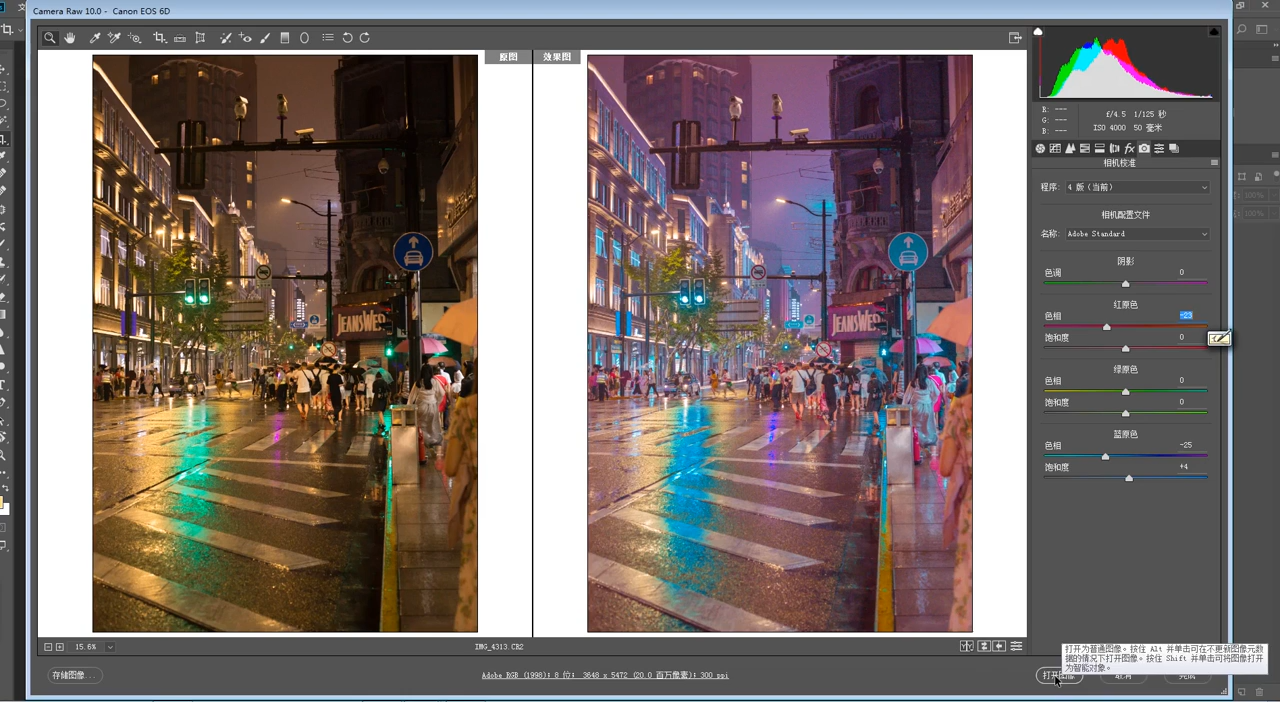 Camera Raw 10.0 - Canon EOS 6D
原图
效果图
JEANSWES
R: ---
G: ---
B: ---
f/4.5 1/125 秒
ISO 4000 50 毫米
相机校准
程序: 4 版 (当前)
相机配置文件
名称: Adobe Standard
阴影
色调 0
红原色
色相 -23
饱和度 0
绿原色
色相 0
饱和度 0
蓝原色
色相 -25
饱和度 +4
15.6%
IMG_4313.CR2
打开为普通图像。按住 Alt 并单击可在不更新图像元数
据的情况下打开图像。按住 Shift 并单击可将图像打开
为智能对象。
存储图像...
Adobe RGB (1998); 8 位; 3648 x 5472 (20.0 百万像素); 300 ppi
打开图像